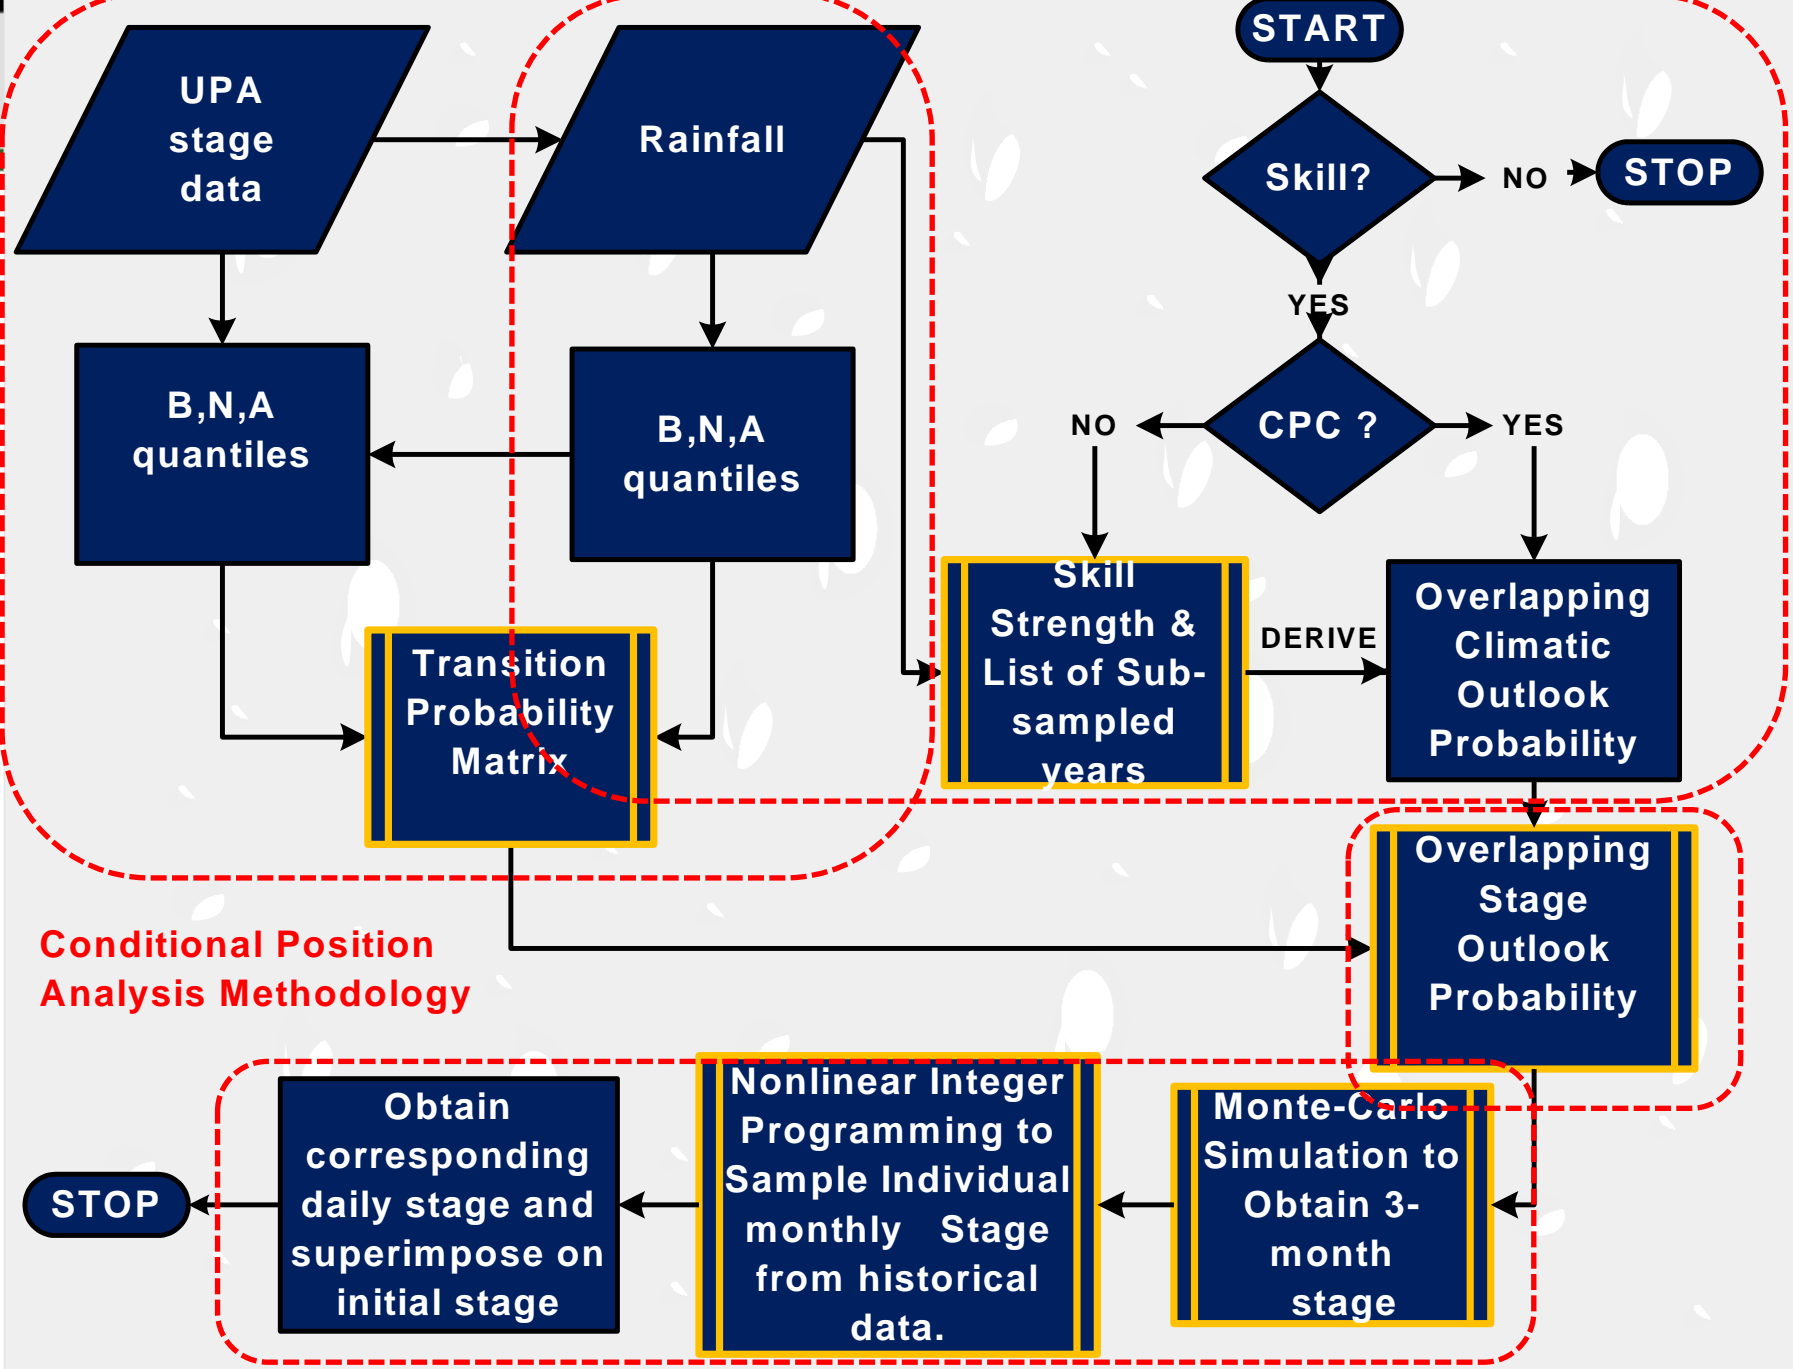 UPA
stage
data
Rainfall
START
Skill?
NO
STOP
YES
B,N,A
quantiles
B,N,A
quantiles
NO
CPC ?
YES
Transition
Probability
Matrix
Skill
Strength &
List of Sub-
sampled
years
DERIVE
Overlapping
Climatic
Outlook
Probability
Overlapping
Stage
Outlook
Probability
Conditional Position
Analysis Methodology
Monte-Carlo
Simulation to
Obtain 3-
month
stage
Nonlinear Integer
Programming to
Sample Individual
monthly Stage
from historical
data.
Obtain
corresponding
daily stage and
superimpose on
initial stage
STOP